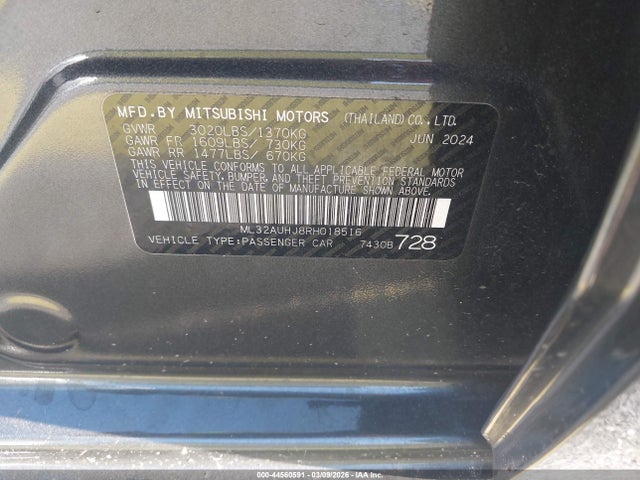 MFD.BY MITSUBISHI MOTORS (THAILAND) CO.,LTD.
GVWR 3020LBS/1370KG JUN 2024
GAWR FR 1609LBS/ 730KG
GAWR RR 1477LBS/ 670KG
THIS VEHICLE CONFORMS TO ALL APPLICABLE FEDERAL MOTOR
VEHICLE SAFETY, BUMPER, AND THEFT PREVENTION STANDARDS
IN EFFECT ON THE DATE OF MANUFACTURE SHOWN ABOVE.
ML32AUHJ8RH018516
VEHICLE TYPE:PASSENGER CAR 7430B 728
000-44560591 - 03/09/2026 - IAAI.COM